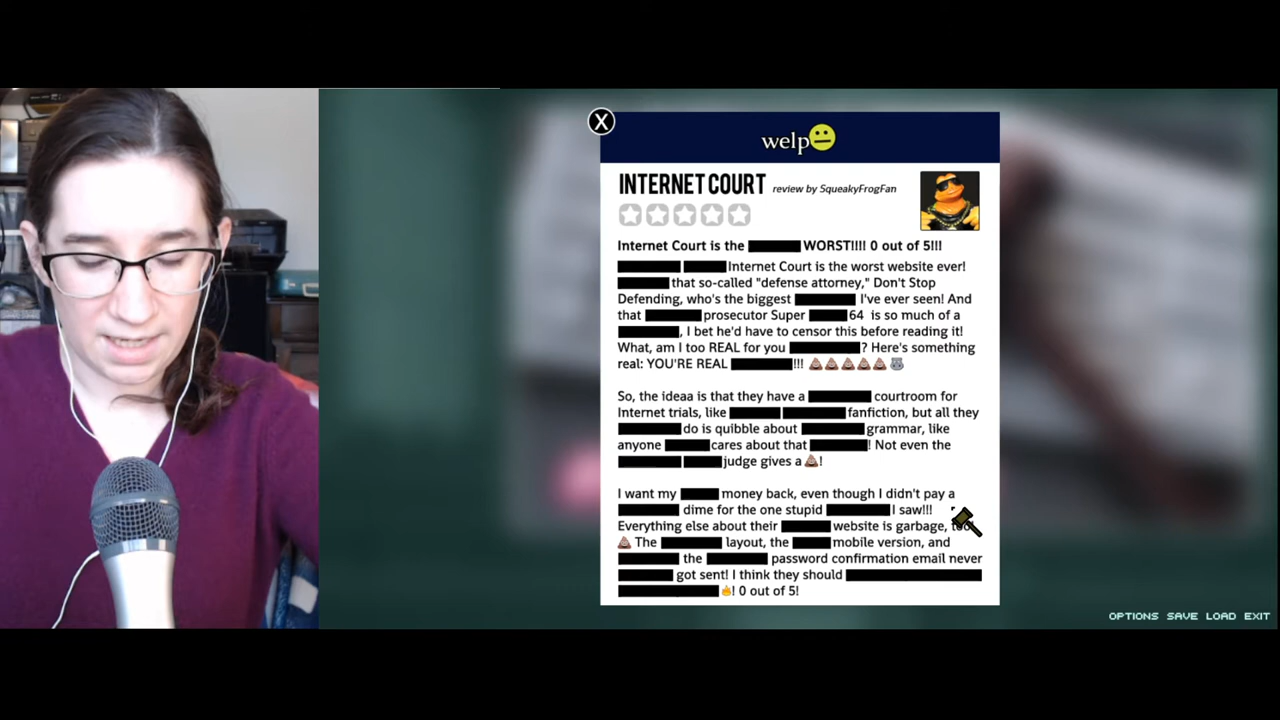 X
welp
INTERNET COURT review by SqueakyFrogFan
Internet Court is the WORST!!!! 0 out of 5!!!
Internet Court is the worst website ever!
that so-called "defense attorney," Don't Stop
Defending, who's the biggest I've ever seen! And
that prosecutor Super 64 is so much of a
, I bet he'd have to censor this before reading it!
What, am I too REAL for you ? Here's something
real: YOU'RE REAL !!! 💩💩💩💩💩
So, the ideaa is that they have a courtroom for
Internet trials, like fanfiction, but all they
do is quibble about grammar, like
anyone cares about that ! Not even the
judge gives a 💩!
I want my money back, even though I didn't pay a
dime for the one stupid I saw!!!
Everything else about their website is garbage,
💩 The layout, the mobile version, and
the password confirmation email never
got sent! I think they should
🔥! 0 out of 5!
OPTIONS SAVE LOAD EXIT